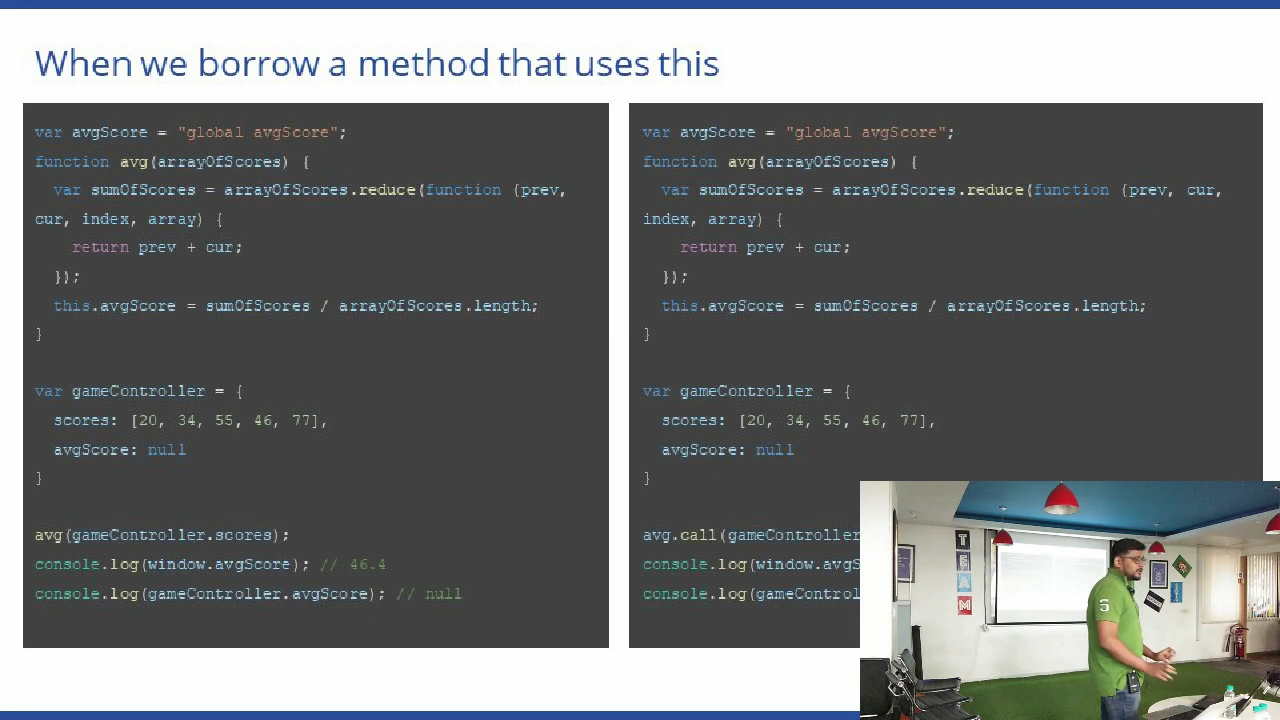 When we borrow a method that uses this
var avgScore = "global avgScore";
function avg(arrayOfScores) {
var sumOfScores = arrayOfScores.reduce(function (prev,
cur, index, array) {
return prev + cur;
});
this.avgScore = sumOfScores / arrayOfScores.length;
}
var gameController = {
scores: [20, 34, 55, 46, 77],
avgScore: null
}
avg(gameController.scores);
console.log(window.avgScore); // 46.4
console.log(gameController.avgScore); // null
var avgScore = "global avgScore";
function avg(arrayOfScores) {
var sumOfScores = arrayOfScores.reduce(function (prev, cur,
index, array) {
return prev + cur;
});
this.avgScore = sumOfScores / arrayOfScores.length;
}
var gameController = {
scores: [20, 34, 55, 46, 77],
avgScore: null
}
avg.call(gameController
console.log(window.avgS
console.log(gameControl
T
E
A
M
5